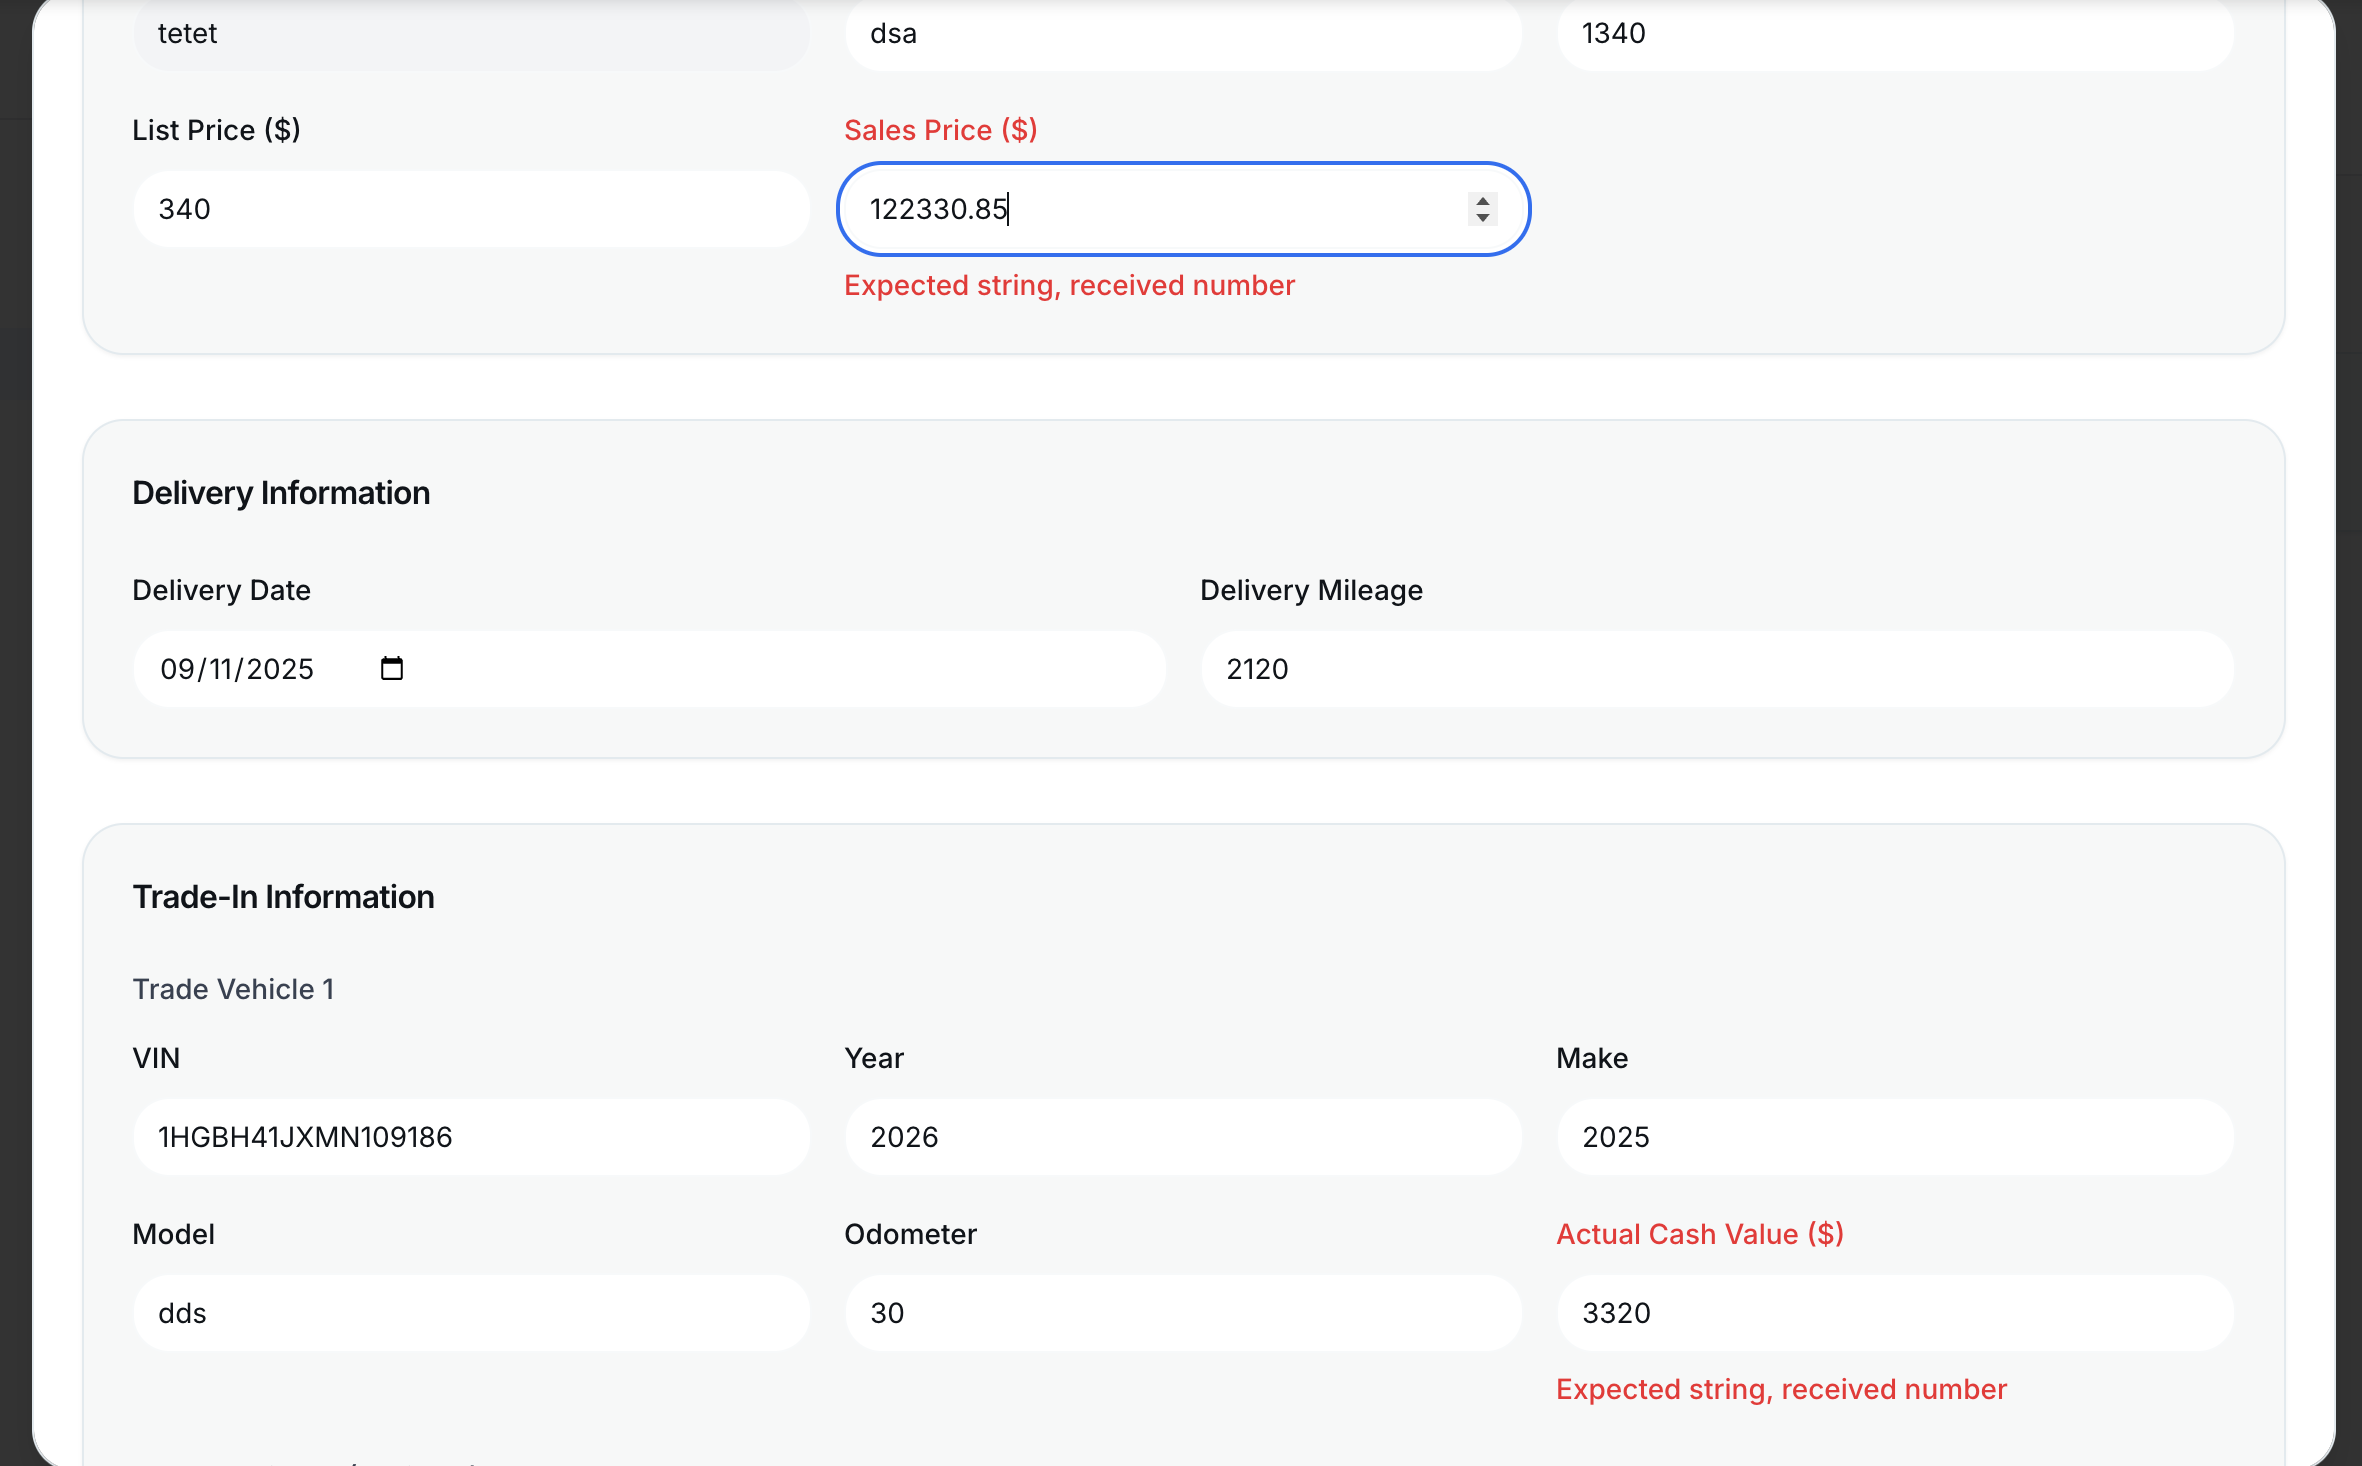 tetet dsa 1340
List Price ($) Sales Price ($)
340 122330.85
Expected string, received number
Delivery Information
Delivery Date Delivery Mileage
09/11/2025 2120
Trade-In Information
Trade Vehicle 1
VIN Year Make
1HGBH41JXMN109186 2026 2025
Model Odometer Actual Cash Value ($)
dds 30 3320
Expected string, received number